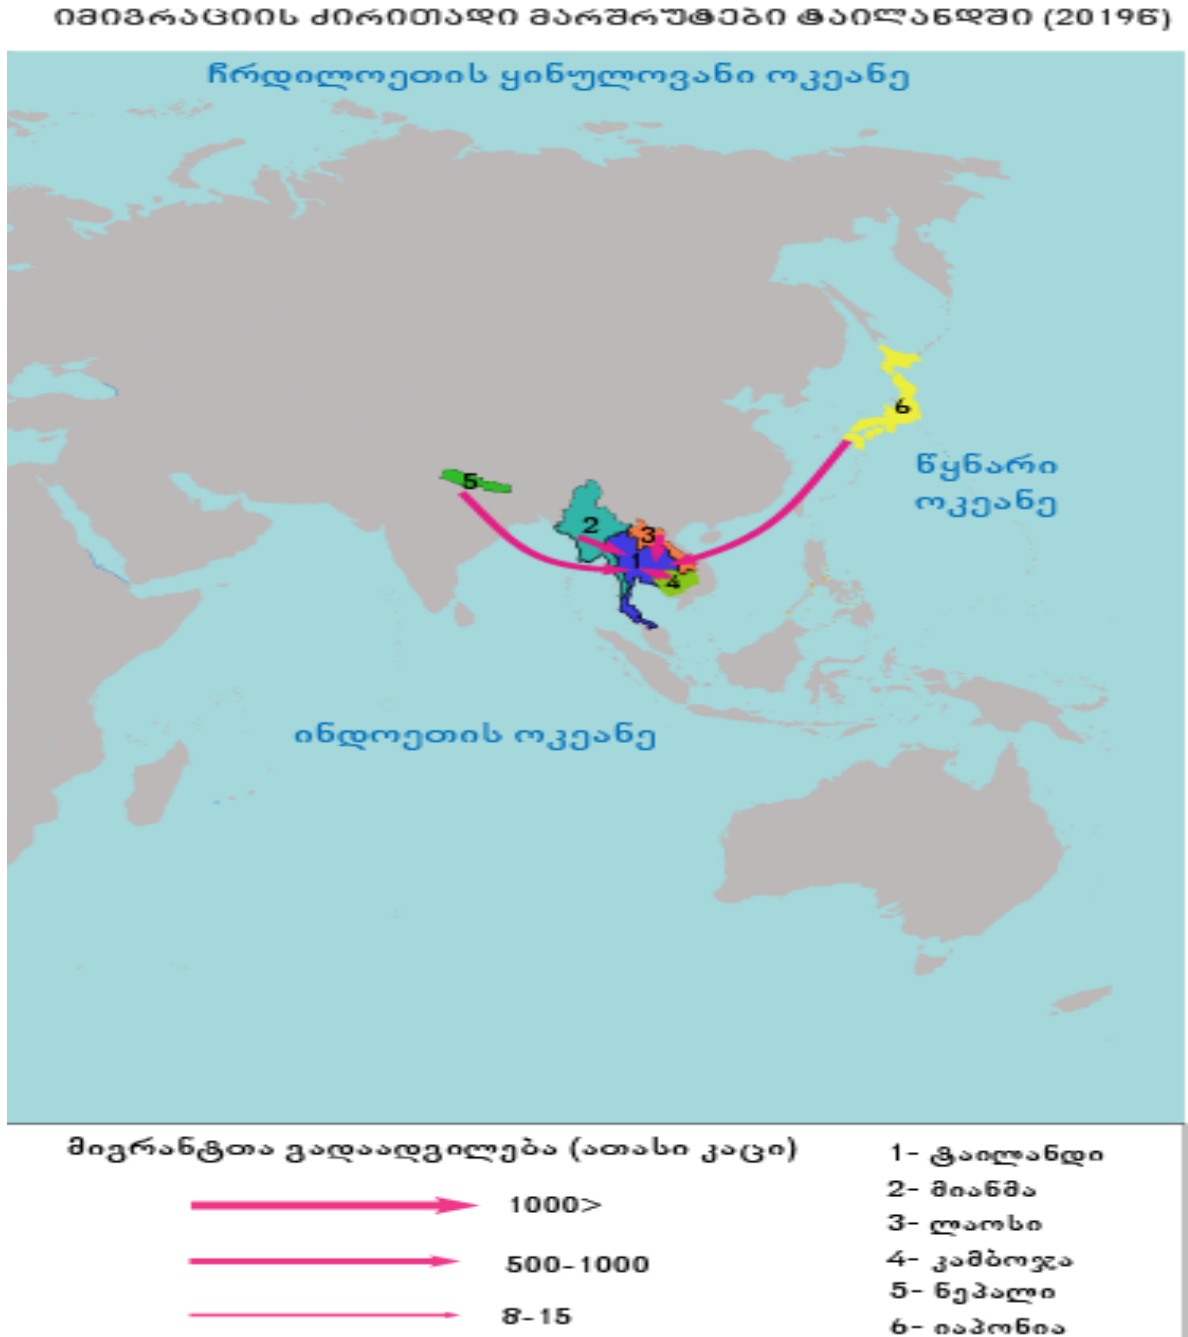 იმიგრაციის ძირითადი მარშრუტები ტაილანდში (2019წ)
ჩრდილოეთის ყინულოვანი ოკეანე
6
წყნარი
ოკეანე
5
2
3
1
4
ინდოეთის ოკეანე
მიგრანტთა გადაადგილება (ათასი კაცი)
1000>
500-1000
8-15
1- ტაილანდი
2- მიანმა
3- ლაოსი
4- კამბოჯა
5- ნეპალი
6- იაპონია